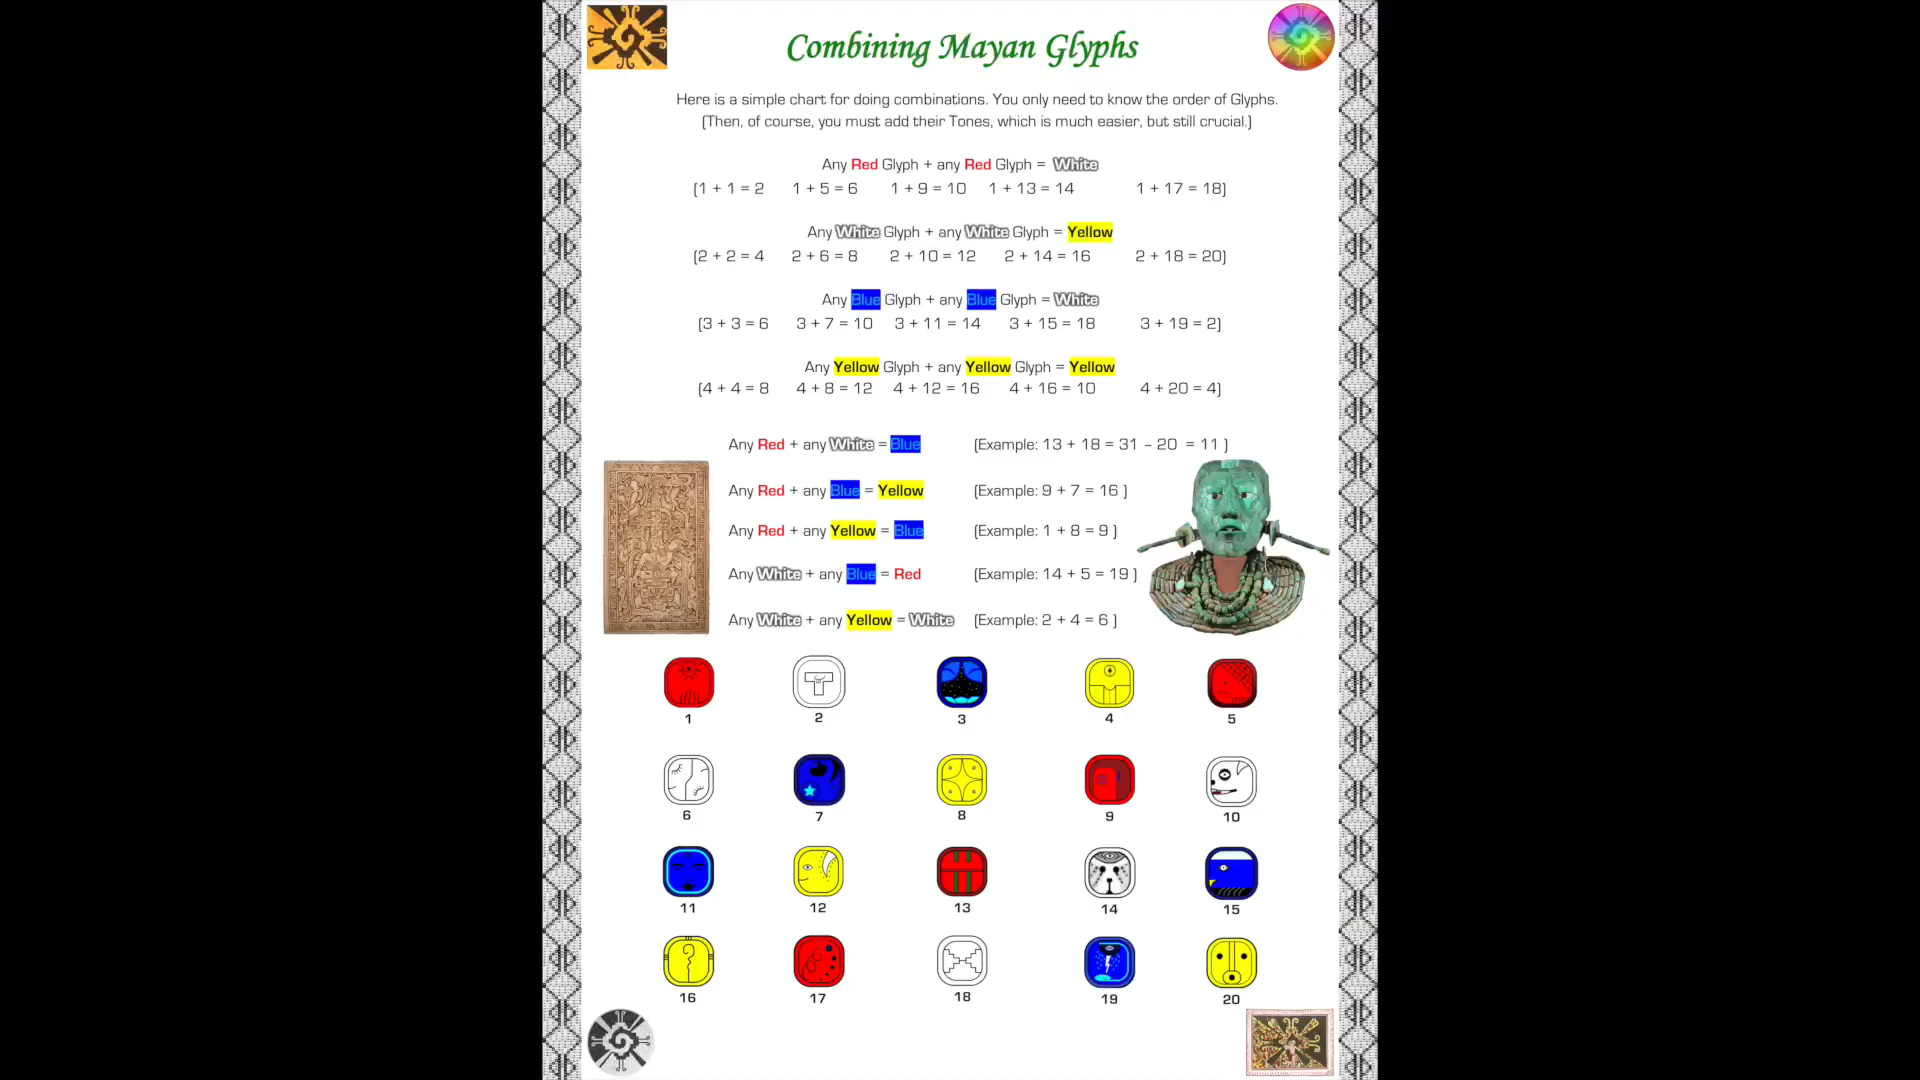 Combining Mayan Glyphs
Here is a simple chart for doing combinations. You only need to know the order of Glyphs.
(Then, of course, you must add their Tones, which is much easier, but still crucial.)
Any Red Glyph + any Red Glyph = White
(1 + 1 = 2 1 + 5 = 6 1 + 9 = 10 1 + 13 = 14 1 + 17 = 18)
Any White Glyph + any White Glyph = Yellow
(2 + 2 = 4 2 + 6 = 8 2 + 10 = 12 2 + 14 = 16 2 + 18 = 20)
Any Blue Glyph + any Blue Glyph = White
(3 + 3 = 6 3 + 7 = 10 3 + 11 = 14 3 + 15 = 18 3 + 19 = 2)
Any Yellow Glyph + any Yellow Glyph = Yellow
(4 + 4 = 8 4 + 8 = 12 4 + 12 = 16 4 + 16 = 10 4 + 20 = 4)
Any Red + any White = Blue (Example: 13 + 18 = 31 – 20 = 11 )
Any Red + any Blue = Yellow (Example: 9 + 7 = 16 )
Any Red + any Yellow = Blue (Example: 1 + 8 = 9 )
Any White + any Blue = Red (Example: 14 + 5 = 19 )
Any White + any Yellow = White (Example: 2 + 4 = 6 )
1 2 3 4 5
6 7 8 9 10
11 12 13 14 15
16 17 18 19 20